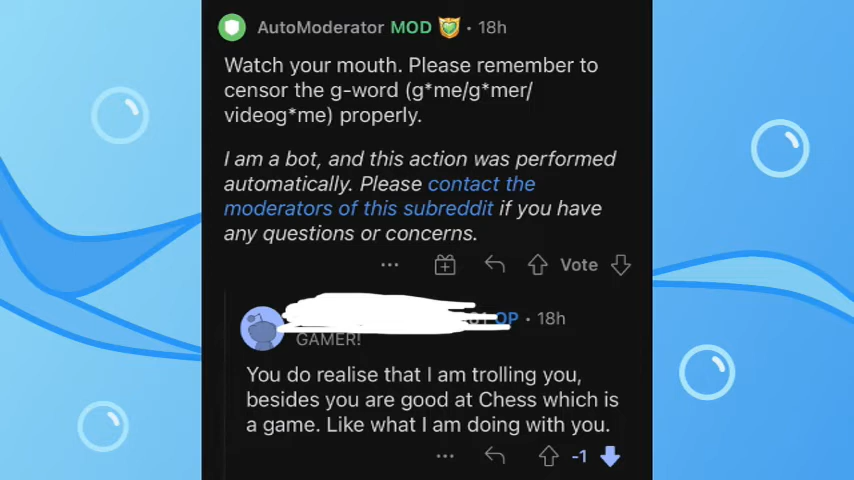 AutoModerator MOD • 18h
Watch your mouth. Please remember to
censor the g-word (g*me/g*mer/
videog*me) properly.
I am a bot, and this action was performed
automatically. Please contact the
moderators of this subreddit if you have
any questions or concerns.
... Vote
OP • 18h
GAMER!
You do realise that I am trolling you,
besides you are good at Chess which is
a game. Like what I am doing with you.
... -1